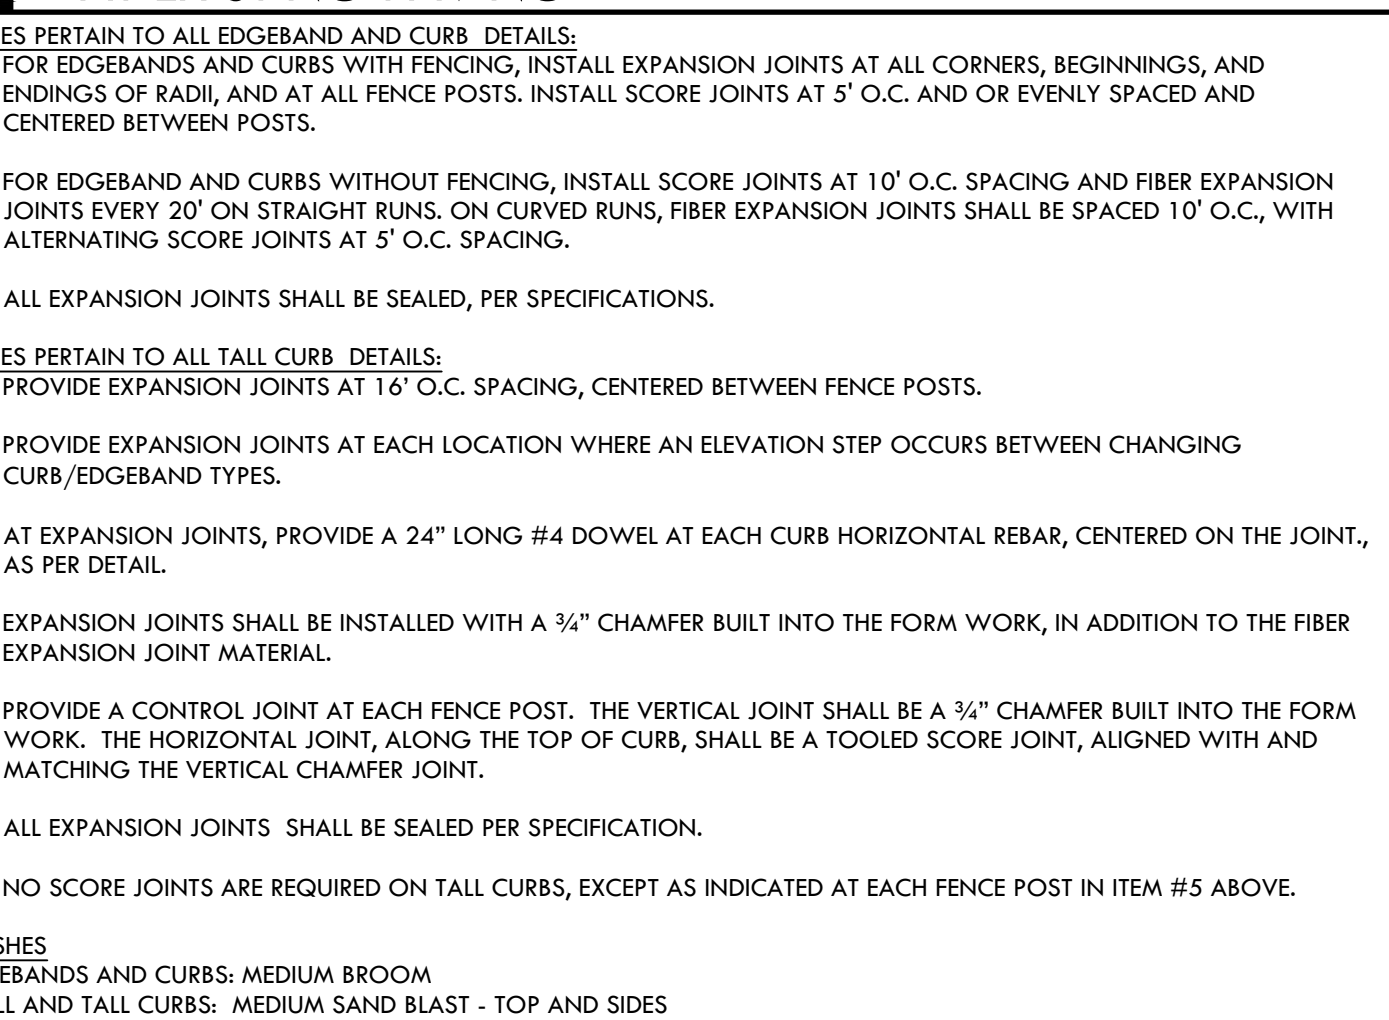 ES PERTAIN TO ALL EDGEBAND AND CURB DETAILS:
FOR EDGEBANDS AND CURBS WITH FENCING, INSTALL EXPANSION JOINTS AT ALL CORNERS, BEGINNINGS, AND
ENDINGS OF RADII, AND AT ALL FENCE POSTS. INSTALL SCORE JOINTS AT 5' O.C. AND OR EVENLY SPACED AND
CENTERED BETWEEN POSTS.
FOR EDGEBAND AND CURBS WITHOUT FENCING, INSTALL SCORE JOINTS AT 10' O.C. SPACING AND FIBER EXPANSION
JOINTS EVERY 20' ON STRAIGHT RUNS. ON CURVED RUNS, FIBER EXPANSION JOINTS SHALL BE SPACED 10' O.C., WITH
ALTERNATING SCORE JOINTS AT 5' O.C. SPACING.
ALL EXPANSION JOINTS SHALL BE SEALED, PER SPECIFICATIONS.
ES PERTAIN TO ALL TALL CURB DETAILS:
PROVIDE EXPANSION JOINTS AT 16’ O.C. SPACING, CENTERED BETWEEN FENCE POSTS.
PROVIDE EXPANSION JOINTS AT EACH LOCATION WHERE AN ELEVATION STEP OCCURS BETWEEN CHANGING
CURB/EDGEBAND TYPES.
AT EXPANSION JOINTS, PROVIDE A 24” LONG #4 DOWEL AT EACH CURB HORIZONTAL REBAR, CENTERED ON THE JOINT.,
AS PER DETAIL.
EXPANSION JOINTS SHALL BE INSTALLED WITH A ¾” CHAMFER BUILT INTO THE FORM WORK, IN ADDITION TO THE FIBER
EXPANSION JOINT MATERIAL.
PROVIDE A CONTROL JOINT AT EACH FENCE POST. THE VERTICAL JOINT SHALL BE A ¾” CHAMFER BUILT INTO THE FORM
WORK. THE HORIZONTAL JOINT, ALONG THE TOP OF CURB, SHALL BE A TOOLED SCORE JOINT, ALIGNED WITH AND
MATCHING THE VERTICAL CHAMFER JOINT.
ALL EXPANSION JOINTS SHALL BE SEALED PER SPECIFICATION.
NO SCORE JOINTS ARE REQUIRED ON TALL CURBS, EXCEPT AS INDICATED AT EACH FENCE POST IN ITEM #5 ABOVE.
SHES
EBANDS AND CURBS: MEDIUM BROOM
LL AND TALL CURBS: MEDIUM SAND BLAST - TOP AND SIDES